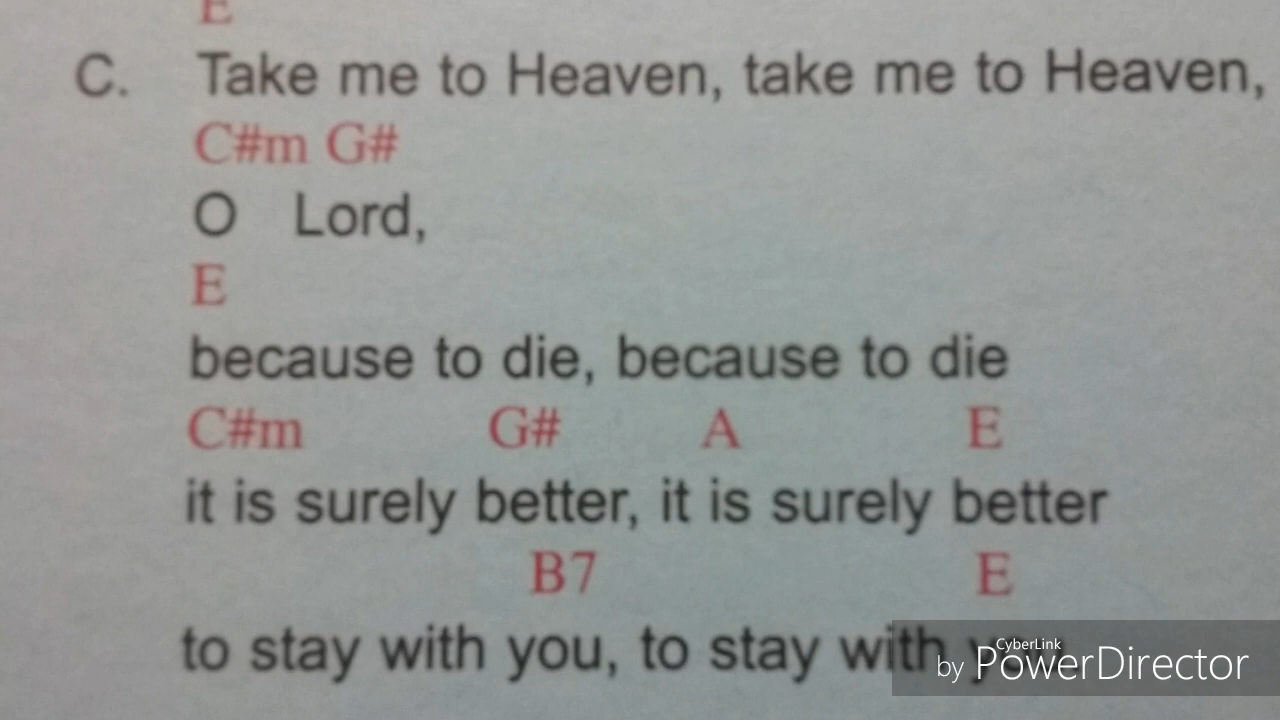 E
C. Take me to Heaven, take me to Heaven,
C#m G#
O Lord,
E
because to die, because to die
C#m G# A E
it is surely better, it is surely better
B7 E
to stay with you, to stay with
CyberLink
by PowerDirector